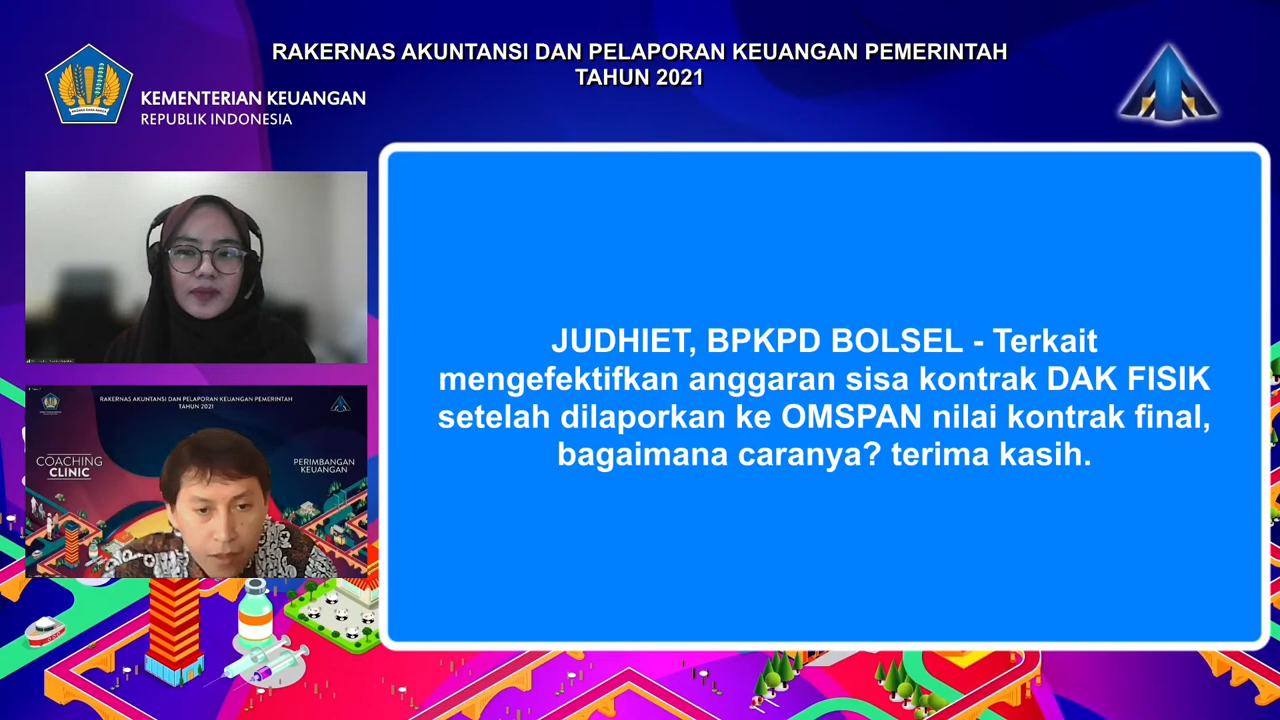 RAKERNAS AKUNTANSI DAN PELAPORAN KEUANGAN PEMERINTAH
TAHUN 2021
KEMENTERIAN KEUANGAN
REPUBLIK INDONESIA
JUDHIET, BPKPD BOLSEL - Terkait
mengefektifkan anggaran sisa kontrak DAK FISIK
setelah dilaporkan ke OMSPAN nilai kontrak final,
bagaimana caranya? terima kasih.
RAKERNAS AKUNTANSI DAN PELAPORAN KEUANGAN PEMERINTAH
TAHUN 2021
COACHING
CLINIC
PERIMBANGAN
KEUANGAN